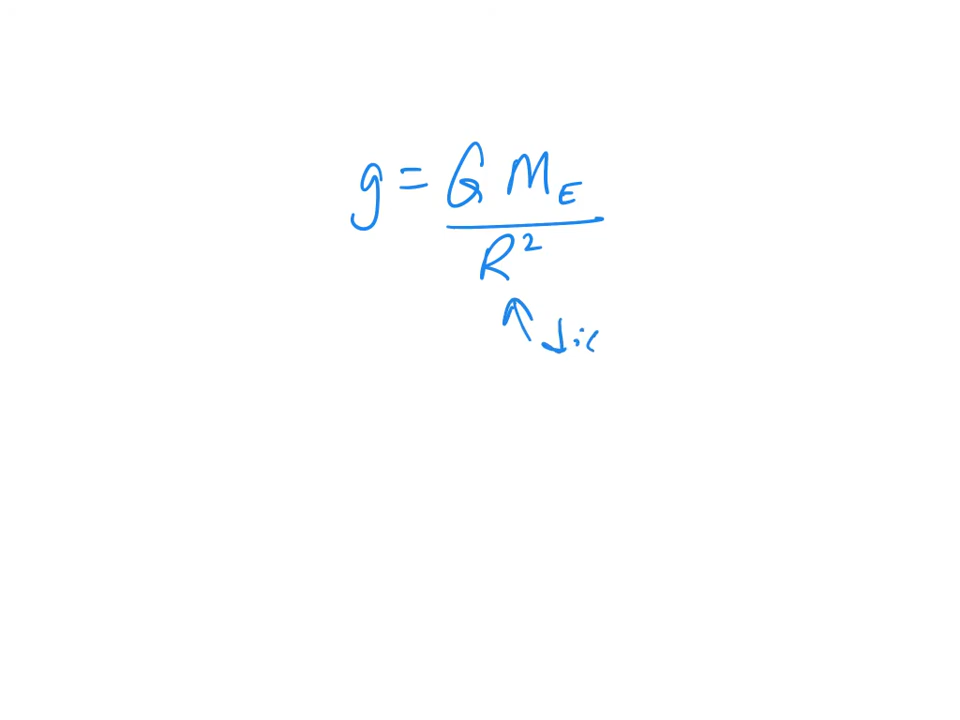 g = G M_E / R²
↑